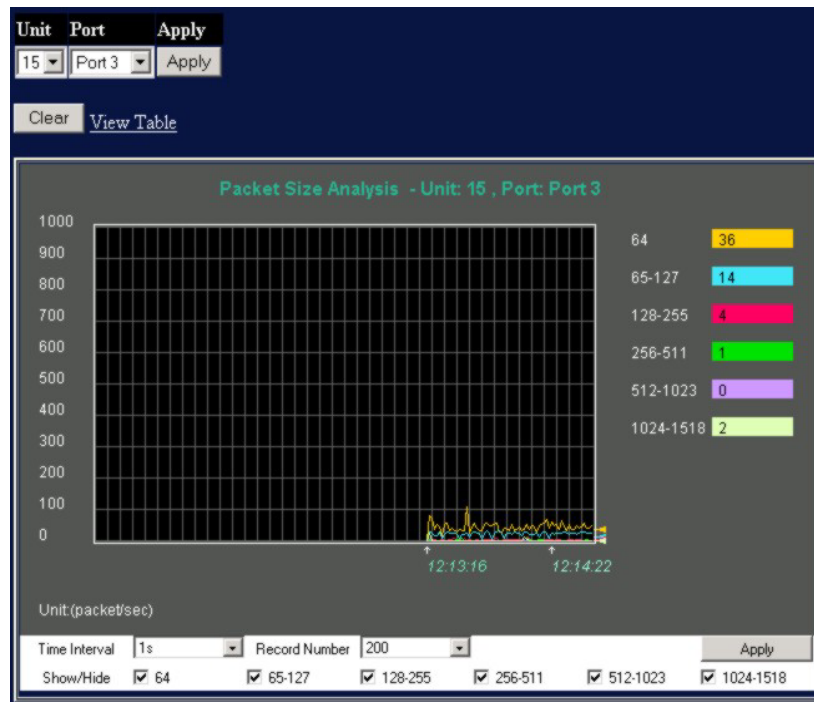 Unit Port Apply
15 Port 3 Apply
Clear View Table
Packet Size Analysis - Unit: 15 , Port: Port 3
1000
900
800
700
600
500
400
300
200
100
0
64 36
65-127 14
128-255 4
256-511 1
512-1023 0
1024-1518 2
12:13:16 12:14:22
Unit:(packet/sec)
Time Interval 1s Record Number 200 Apply
Show/Hide 64 65-127 128-255 256-511 512-1023 1024-1518